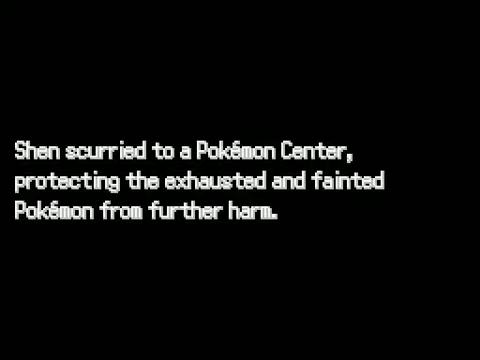 Shen scurried to a Pokémon Center,
protecting the exhausted and fainted
Pokémon from further harm.